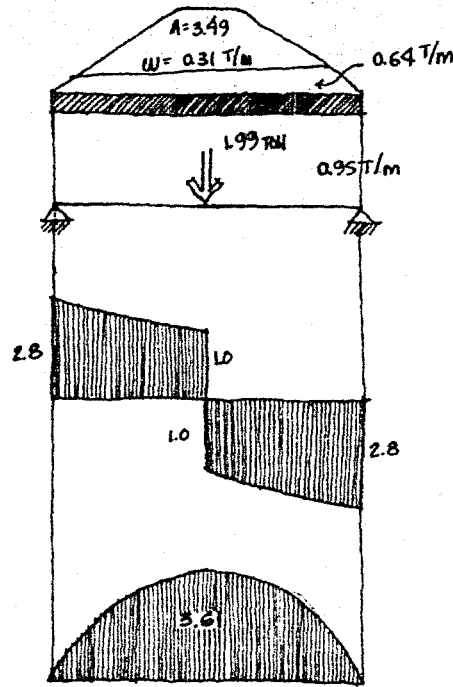 A=3.49
W= 0.31 T/m
0.64 T/m
1.99 TON
0.95 T/m
2.8
1.0
1.0
2.8
3.6